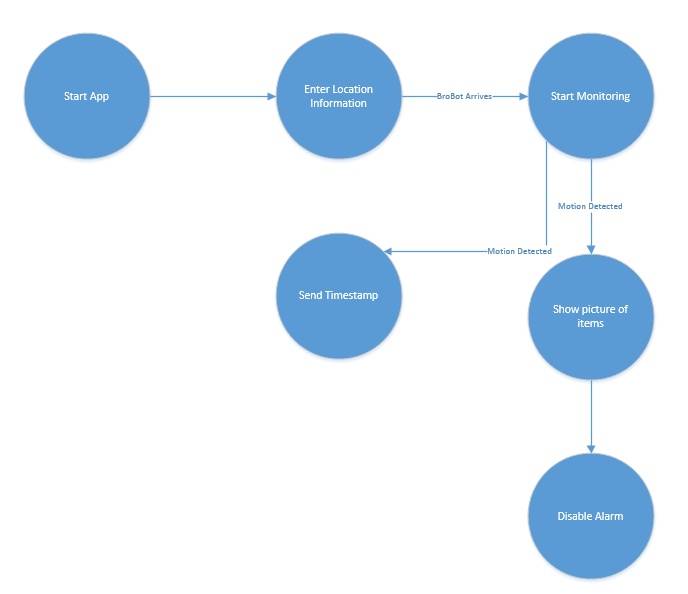 Start App
Enter Location
Information
BroBot Arrives
Start Monitoring
Motion Detected
Motion Detected
Send Timestamp
Show picture of
items
Disable Alarm